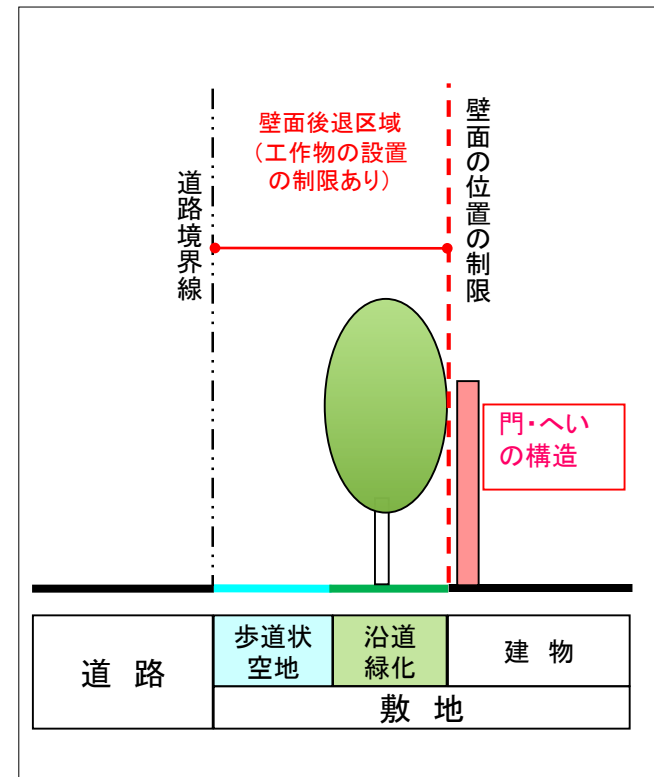 壁面後退区域
（工作物の設置
の制限あり）
道路境界線
壁面の位置の制限
門・へい
の構造
道 路
歩道状
空地
沿道
緑化
建 物
敷 地